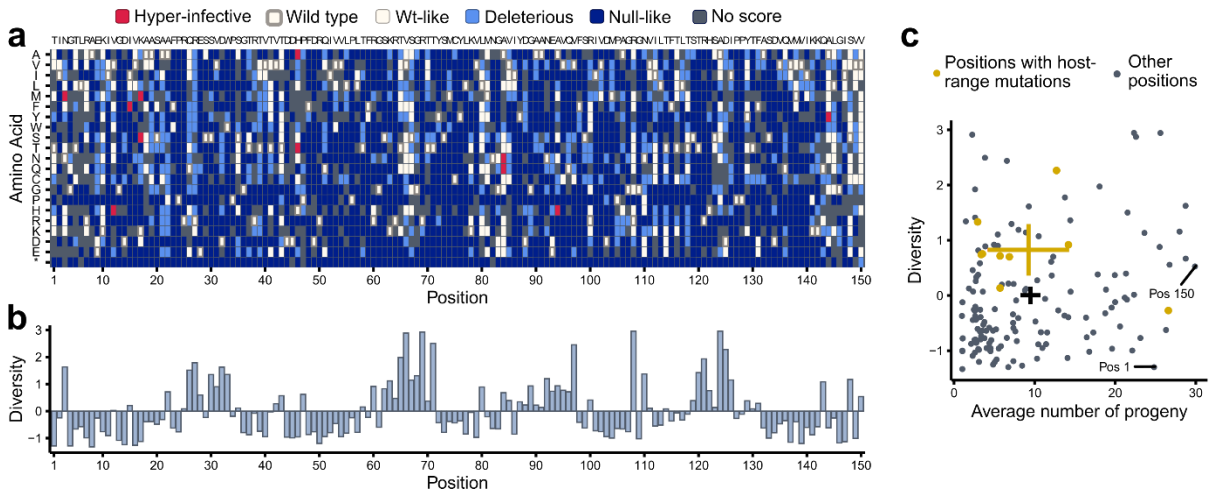 Hyper-infective Wild type Wt-like Deleterious Null-like No score
a
TINGTLRAEKIVGDIVKAASAAFPRQRESSVDWPSGTRTVTVTDDHPFDRQIVVLPLTFRGSKRTVSGRTTYSMCYLKVLMNGAVIYDGAANEAVQVFSRIVDMPAGRGNVILTFTLTSTRHSADIPPYTFASDVQVMVIKKQALGISVV
Amino Acid
A
V
I
L
M
F
Y
W
S
T
N
Q
C
G
P
H
R
K
D
E
*
1 10 20 30 40 50 60 70 80 90 100 110 120 130 140 150
Position
b
Diversity
3
2
1
0
−1
1 10 20 30 40 50 60 70 80 90 100 110 120 130 140 150
Position
c
Positions with host-range mutations
Other positions
Diversity
3
2
1
0
−1
Pos 150
Pos 1
0 10 20 30
Average number of progeny